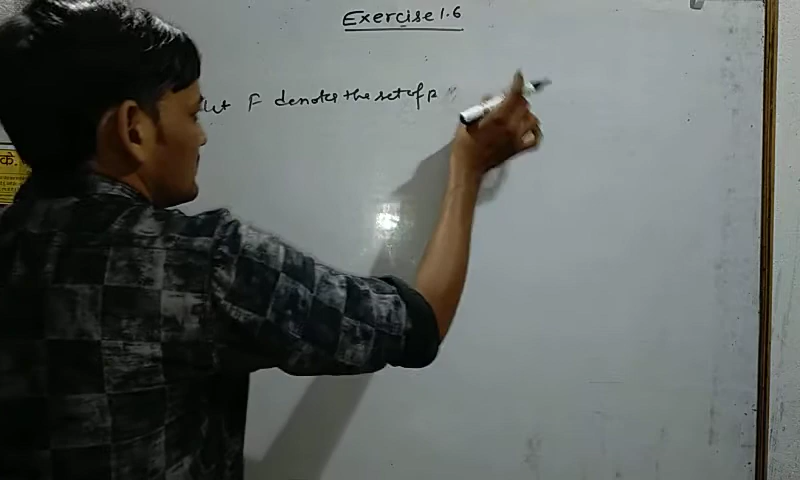 Exercise 1.6
let F denotes the set of p
के.